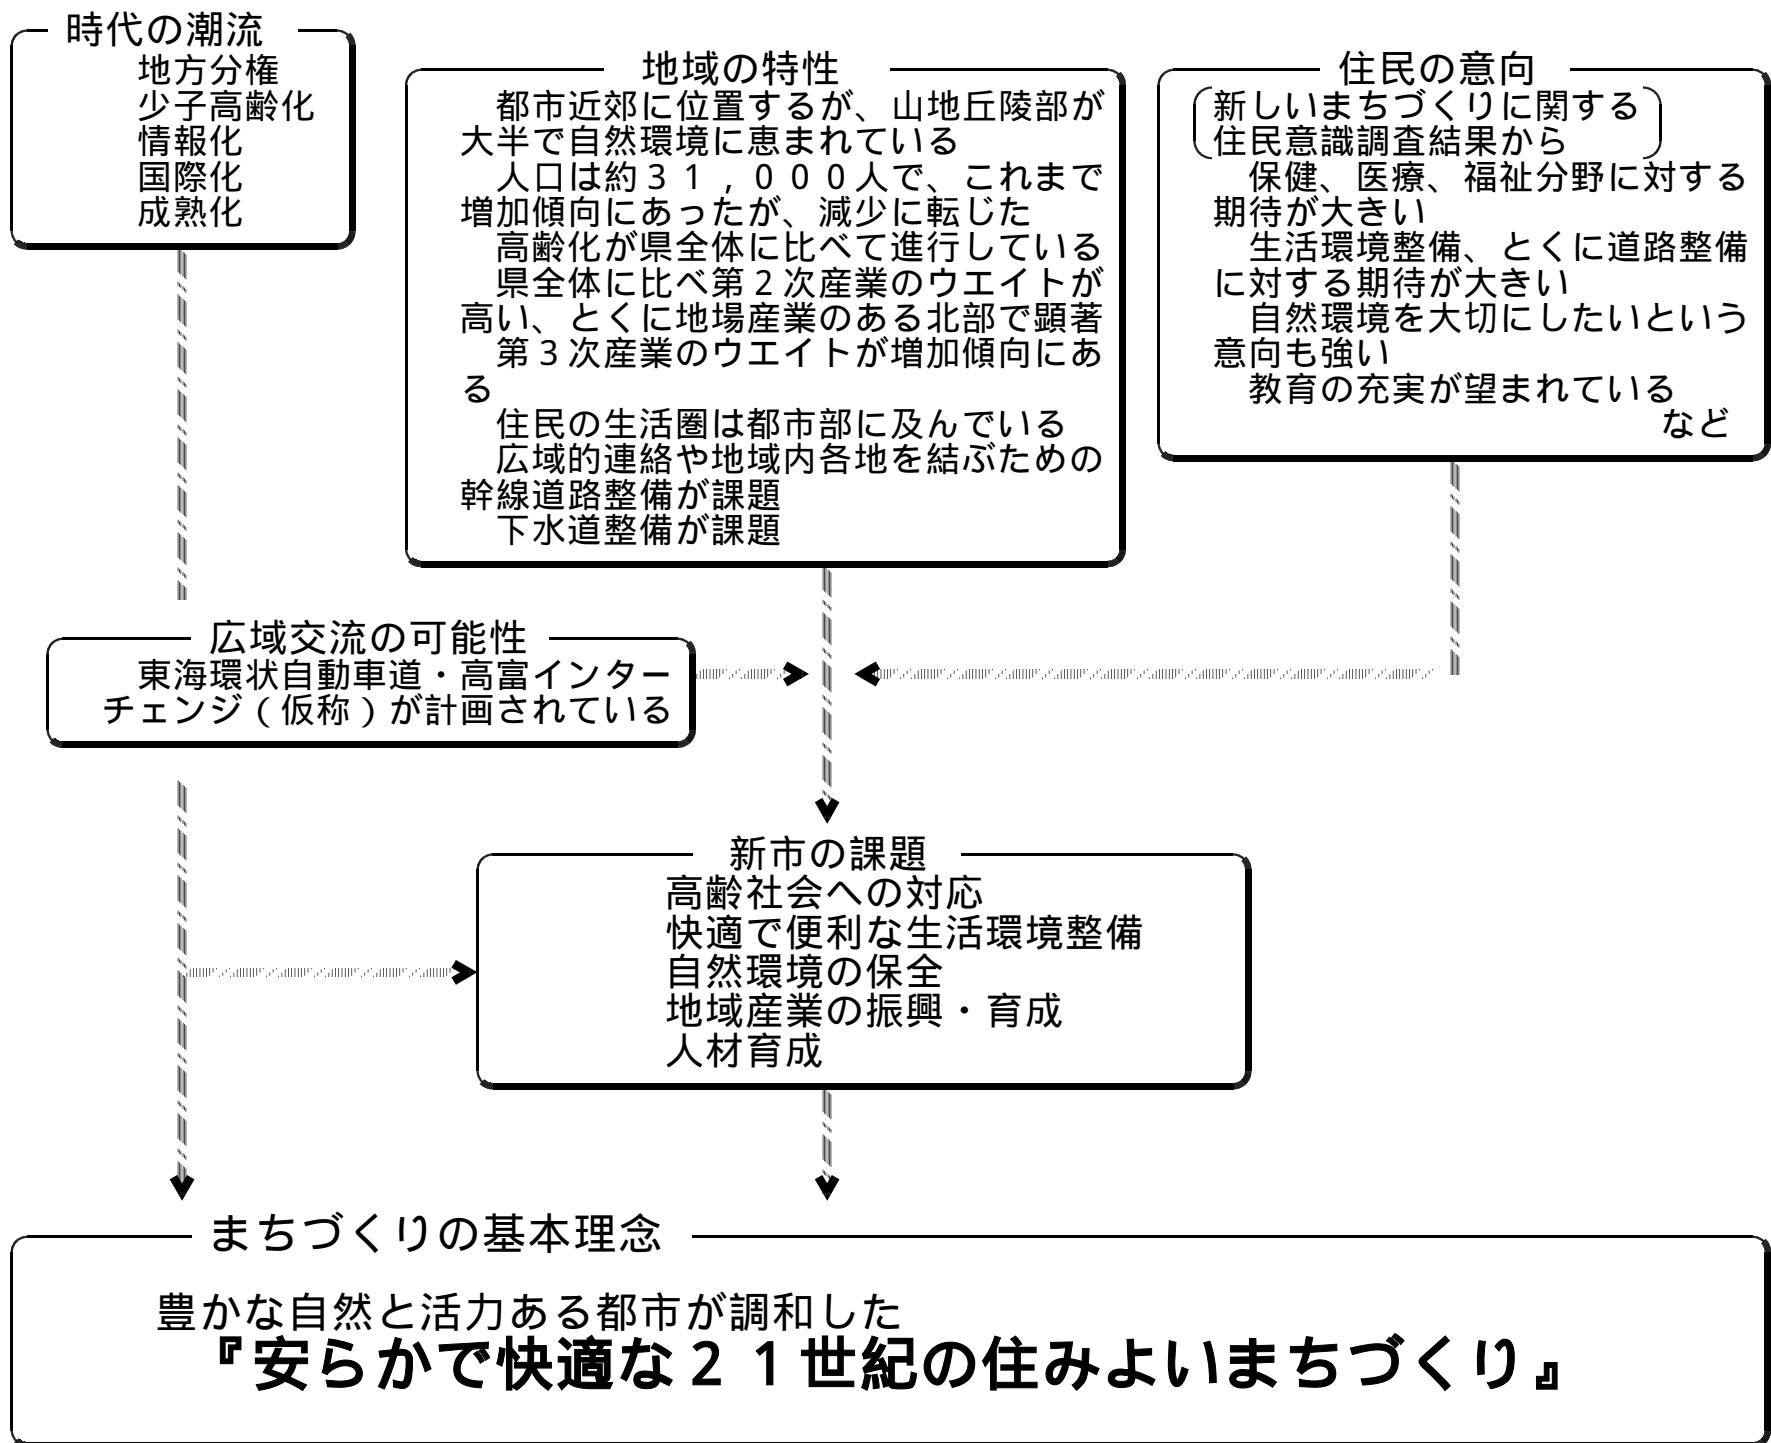 時代の潮流
地方分権
少子高齢化
情報化
国際化
成熟化
地域の特性
都市近郊に位置するが、山地丘陵部が
大半で自然環境に恵まれている
人口は約３１，０００人で、これまで
増加傾向にあったが、減少に転じた
高齢化が県全体に比べて進行している
県全体に比べ第２次産業のウエイトが
高い、とくに地場産業のある北部で顕著
第３次産業のウエイトが増加傾向にあ
る
住民の生活圏は都市部に及んでいる
広域的連絡や地域内各地を結ぶための
幹線道路整備が課題
下水道整備が課題
住民の意向
新しいまちづくりに関する
住民意識調査結果から
保健、医療、福祉分野に対する
期待が大きい
生活環境整備、とくに道路整備
に対する期待が大きい
自然環境を大切にしたいという
意向も強い
教育の充実が望まれている
など
広域交流の可能性
東海環状自動車道・高富インター
チェンジ（仮称）が計画されている
新市の課題
高齢社会への対応
快適で便利な生活環境整備
自然環境の保全
地域産業の振興・育成
人材育成
まちづくりの基本理念
豊かな自然と活力ある都市が調和した
『安らかで快適な２１世紀の住みよいまちづくり』